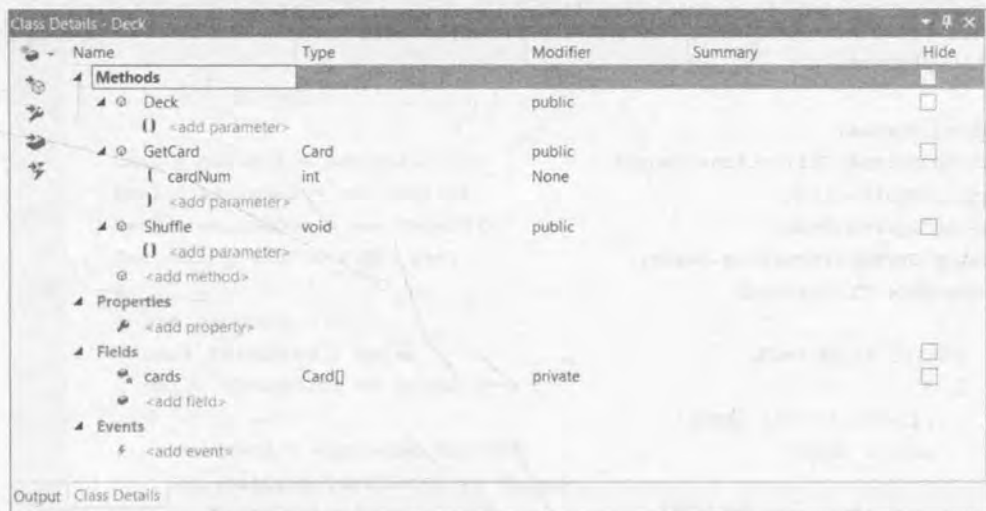 Class Details - Deck
Name Type Modifier Summary Hide
Methods
Deck public
() <add parameter>
GetCard Card public
( cardNum int None
) <add parameter>
Shuffle void public
() <add parameter>
<add method>
Properties
<add property>
Fields
cards Card[] private
<add field>
Events
<add event>
Output Class Details